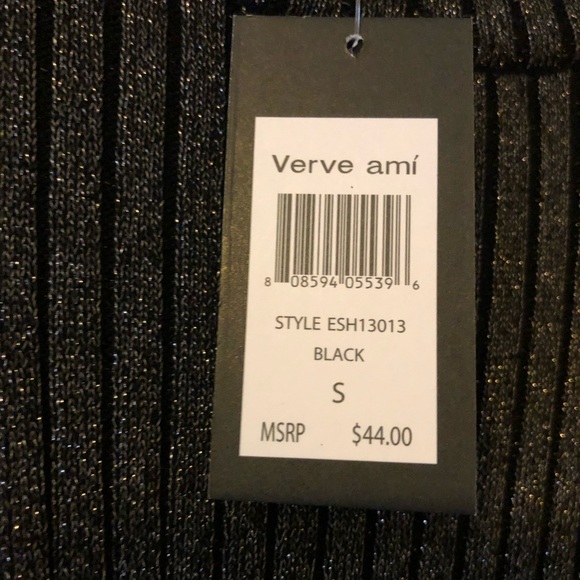 Verve amí
8 08594 05539 6
STYLE ESH13013
BLACK
S
MSRP $44.00